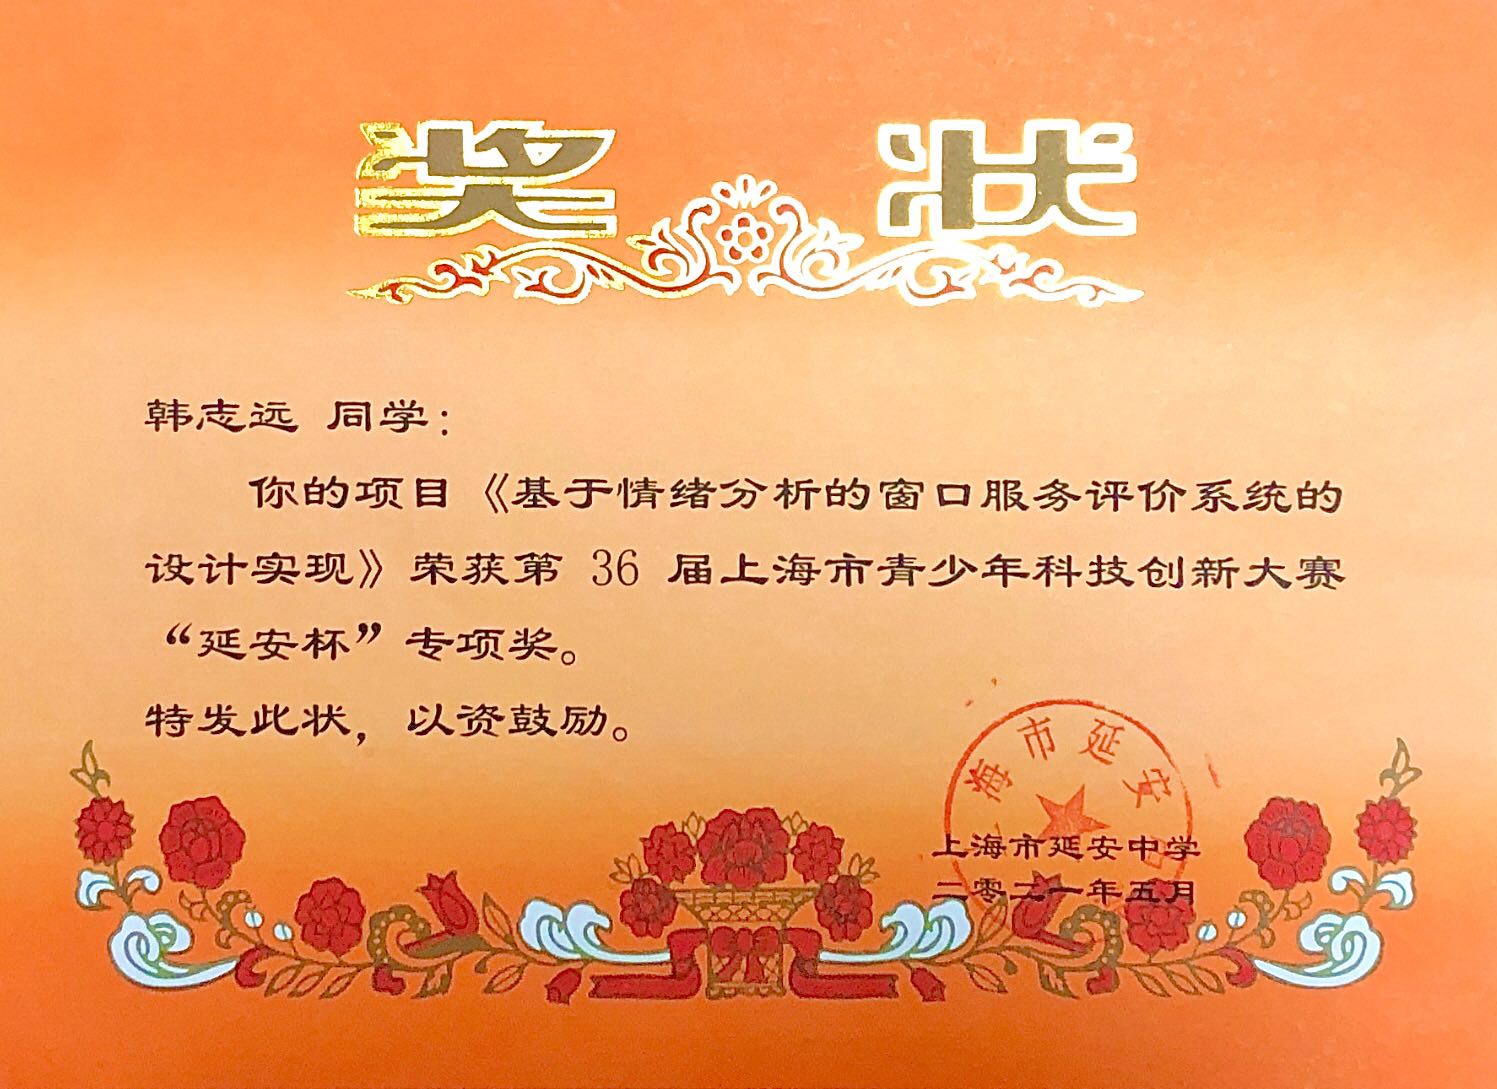 奖状
韩志远 同学：
你的项目《基于情绪分析的窗口服务评价系统的
设计实现》荣获第 36 届上海市青少年科技创新大赛
“延安杯”专项奖。
特发此状，以资鼓励。
海市延安
上海市延安中学
二零二一年五月